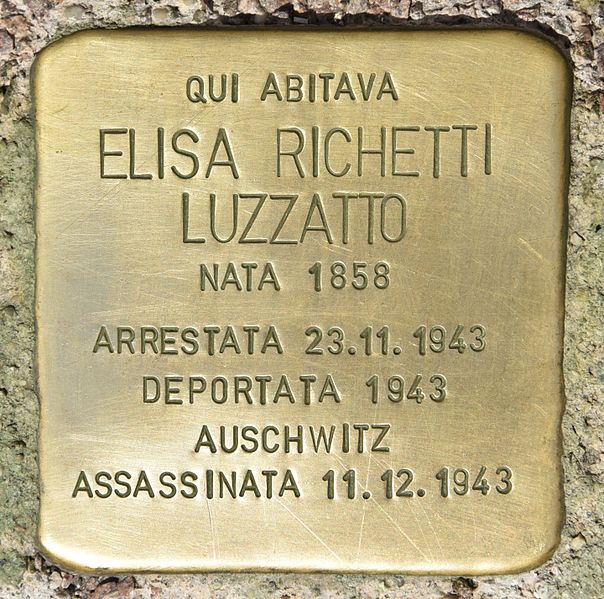 QUI ABITAVA
ELISA RICHETTI
LUZZATTO
NATA 1858
ARRESTATA 23.11.1943
DEPORTATA 1943
AUSCHWITZ
ASSASSINATA 11.12.1943